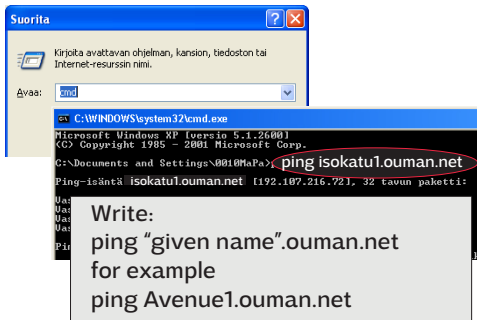 Suorita
Kirjoita avattavan ohjelman, kansion, tiedoston tai
Internet-resurssin nimi.
Avaa: cmd
C:\WINDOWS\system32\cmd.exe
Microsoft Windows XP [versio 5.1.2600]
(C) Copyright 1985 - 2001 Microsoft Corp.
C:\Documents and Settings\0010MaPa> ping isokatu1.ouman.net
Ping-isäntä isokatu1.ouman.net [192.107.216.72], 32 tavun paketti:
Write:
ping “given name”.ouman.net
for example
ping Avenue1.ouman.net